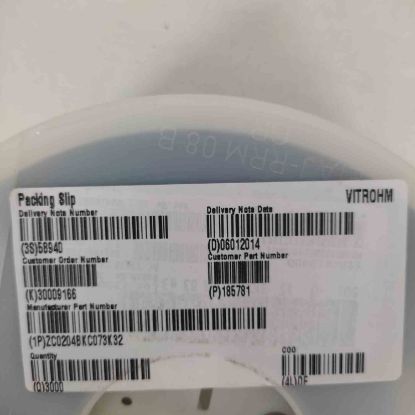 Packing Slip
VITROHM
Delivery Note Number
Delivery Note Date
(3S)58940
(D)06012014
Customer Order Number
Customer Part Number
(K)30009166
(P)185781
Manufacturer Part Number
(1P)ZC0204BKC073K32
Quantity
COO
(Q)3000
(4L)DE